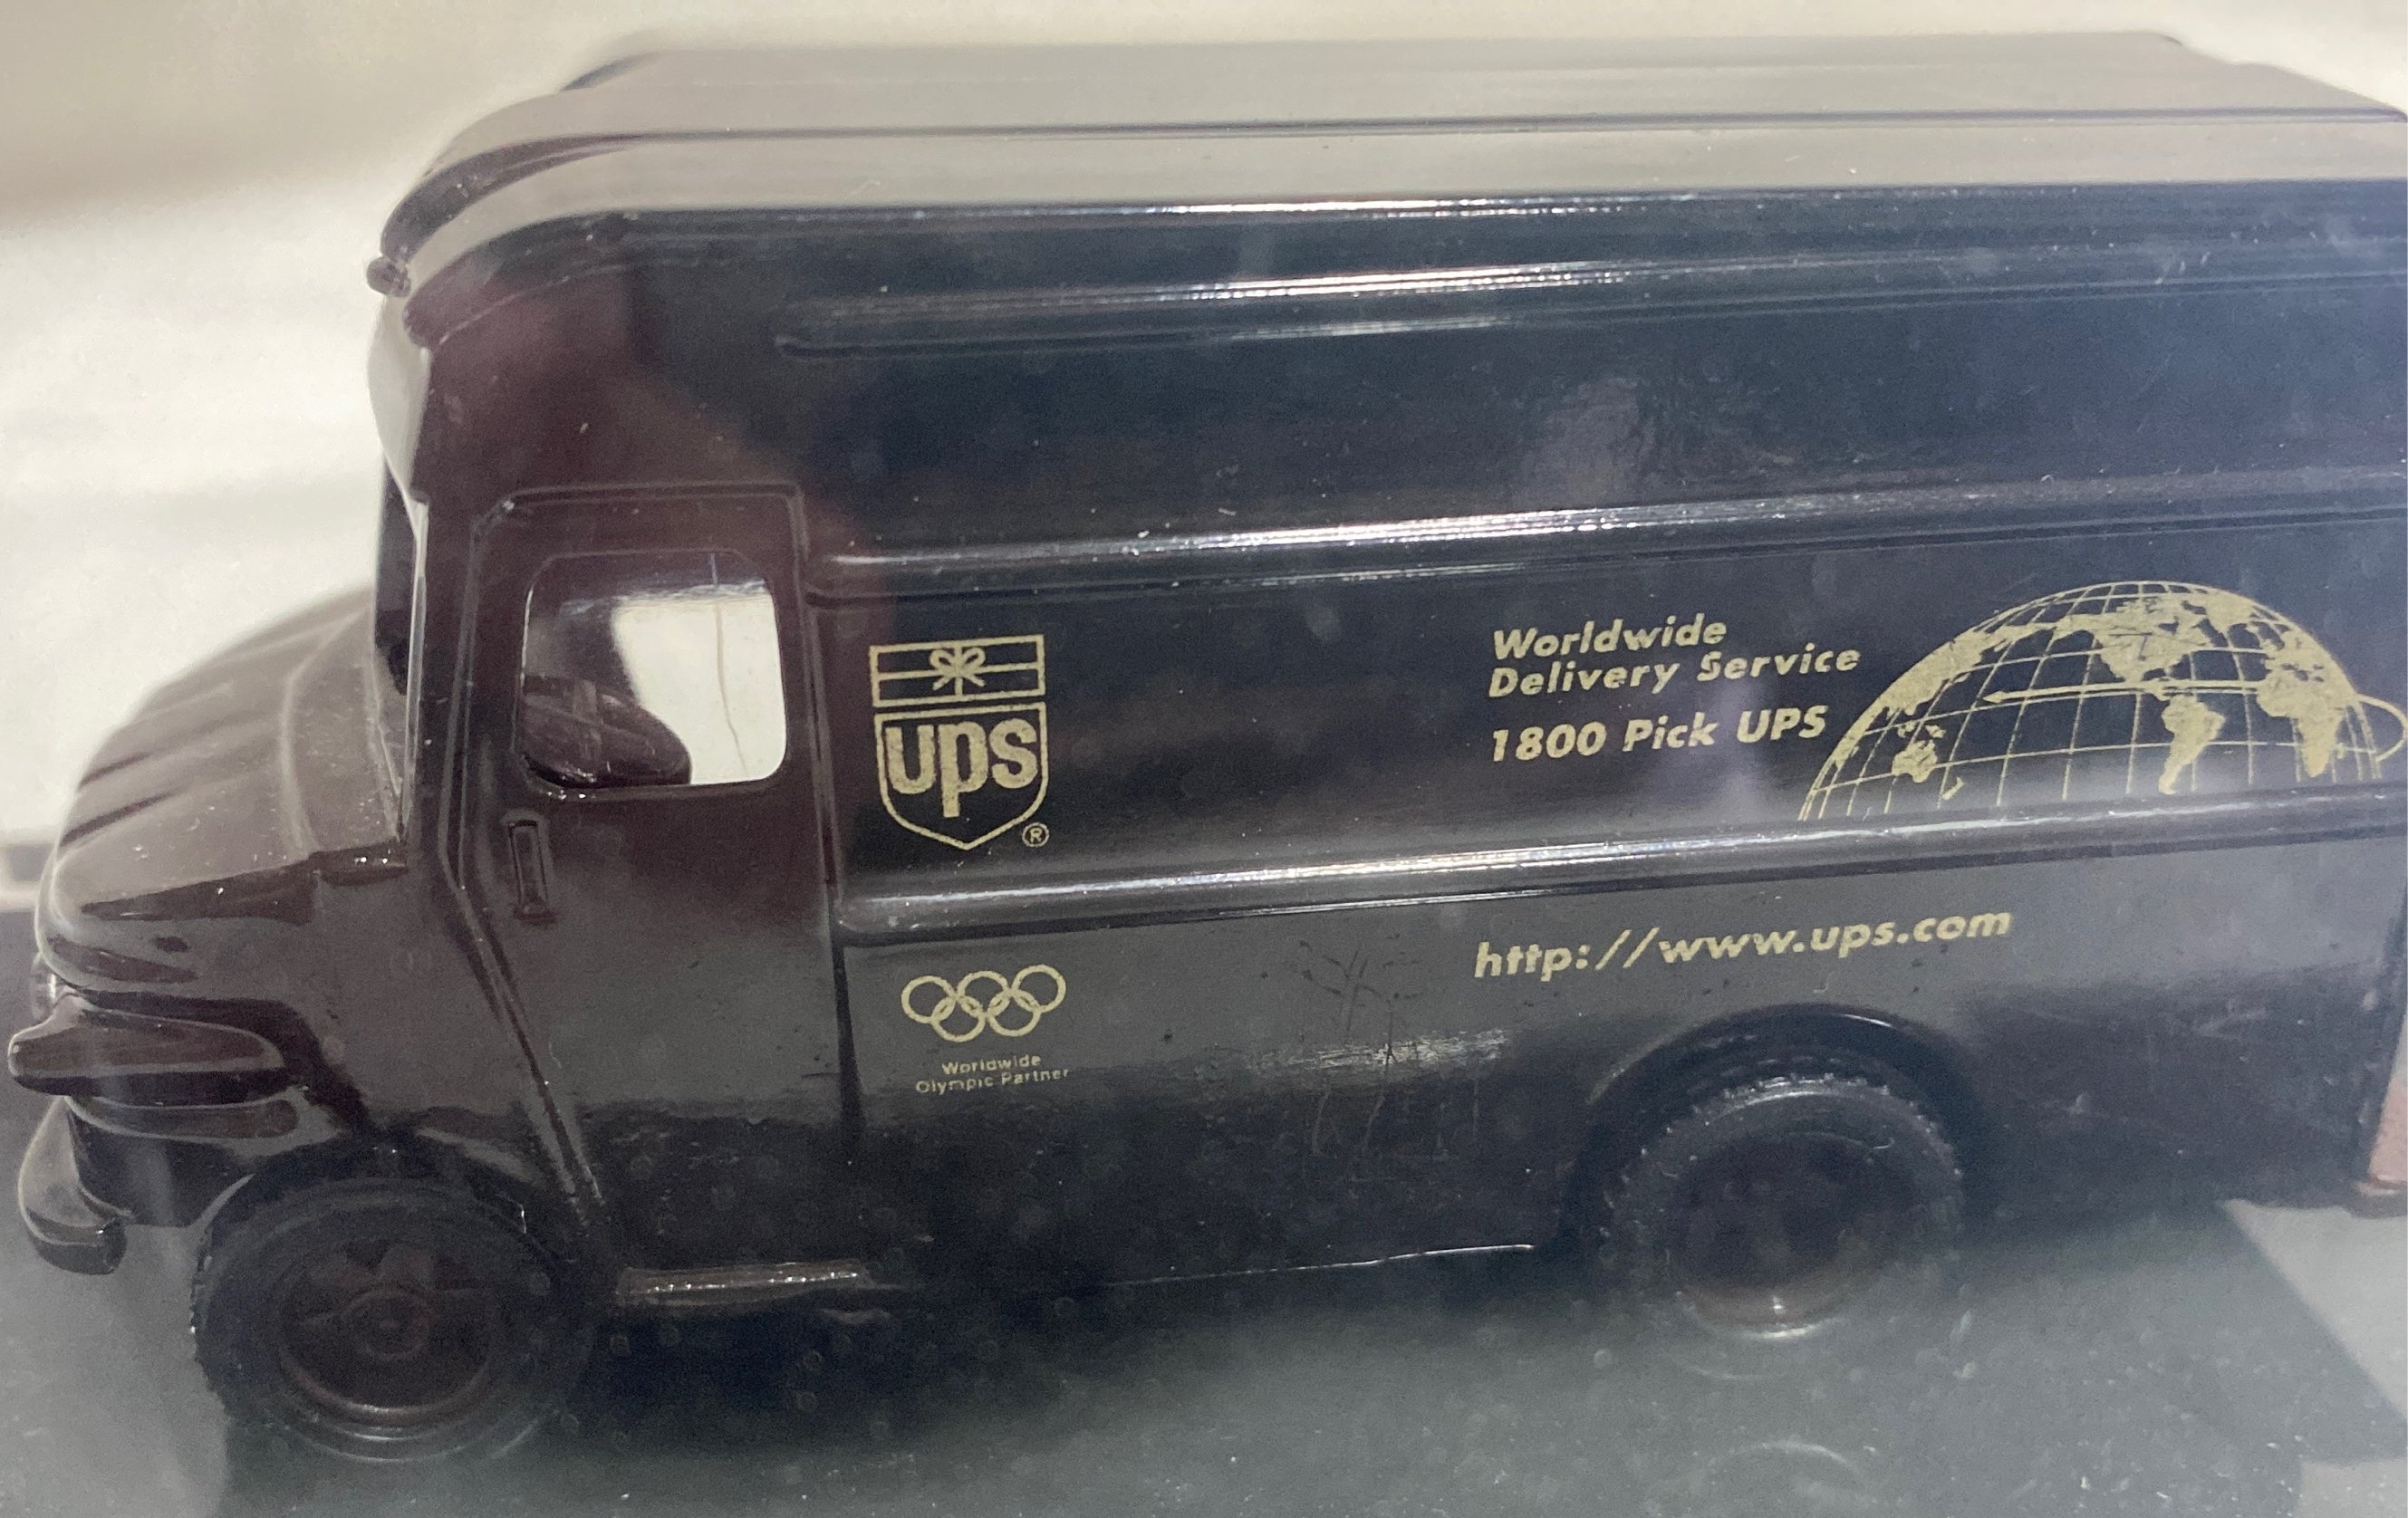 ups
®
Worldwide
Delivery Service
1800 Pick UPS
http://www.ups.com
Worldwide
Olympic Partner